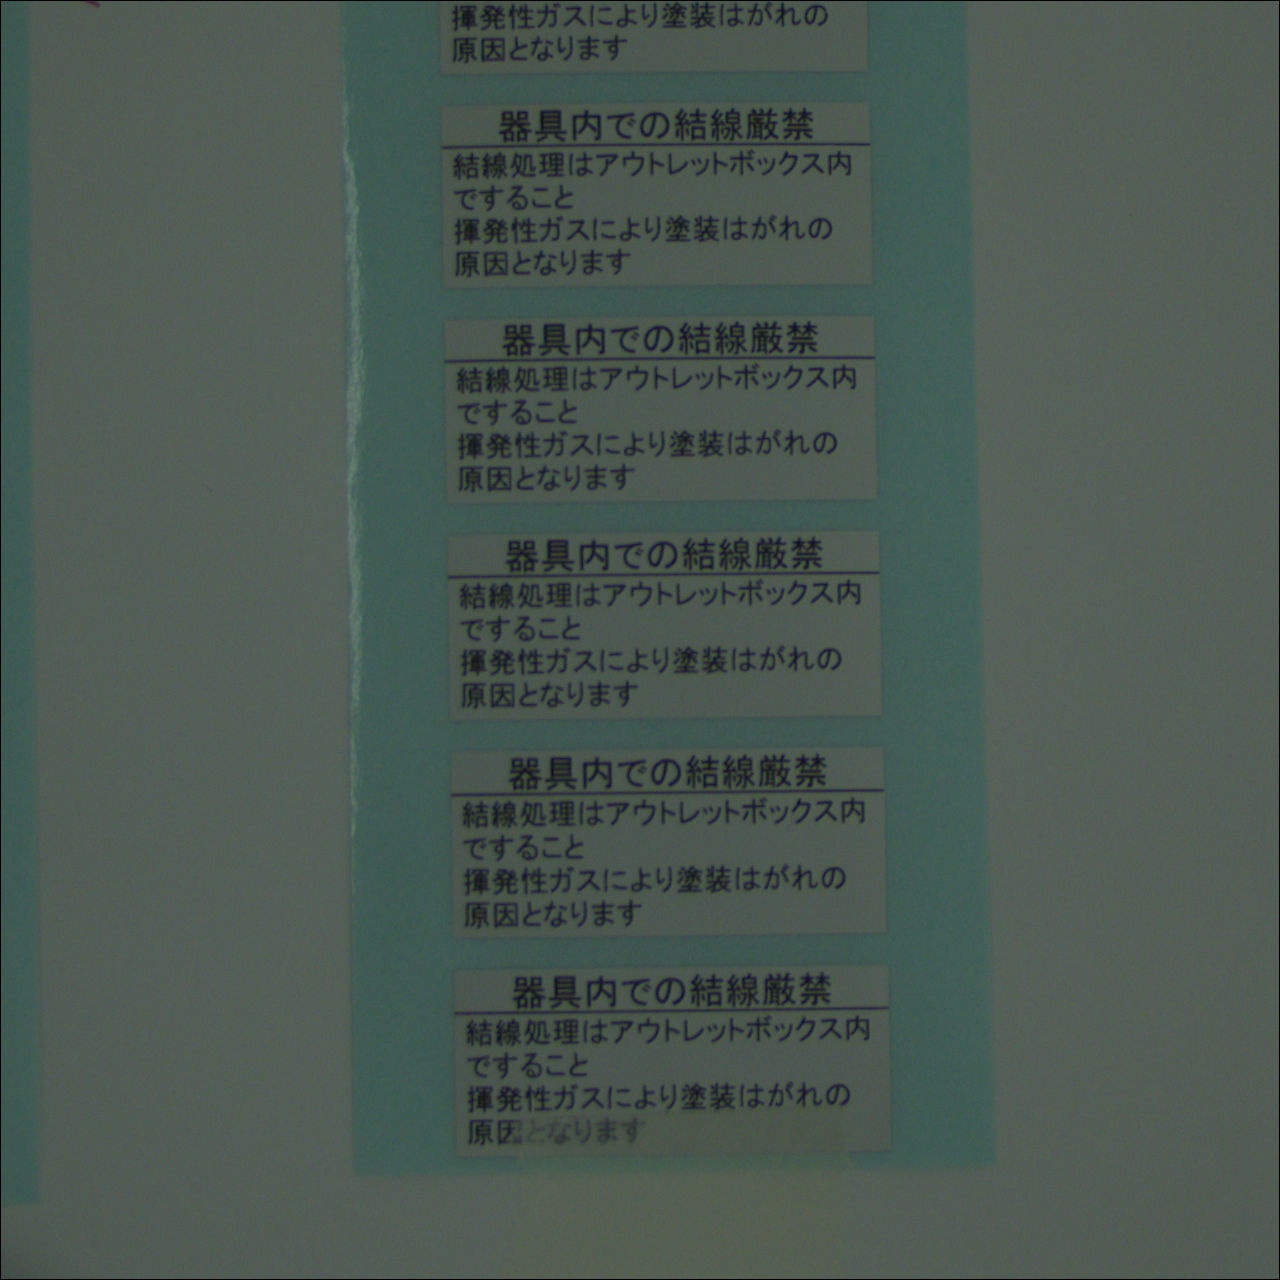 揮発性ガスにより塗装はがれの
原因となります
器具内での結線厳禁
結線処理はアウトレットボックス内
ですること
揮発性ガスにより塗装はがれの
原因となります
器具内での結線厳禁
結線処理はアウトレットボックス内
ですること
揮発性ガスにより塗装はがれの
原因となります
器具内での結線厳禁
結線処理はアウトレットボックス内
ですること
揮発性ガスにより塗装はがれの
原因となります
器具内での結線厳禁
結線処理はアウトレットボックス内
ですること
揮発性ガスにより塗装はがれの
原因となります
器具内での結線厳禁
結線処理はアウトレットボックス内
ですること
揮発性ガスにより塗装はがれの
原因となります